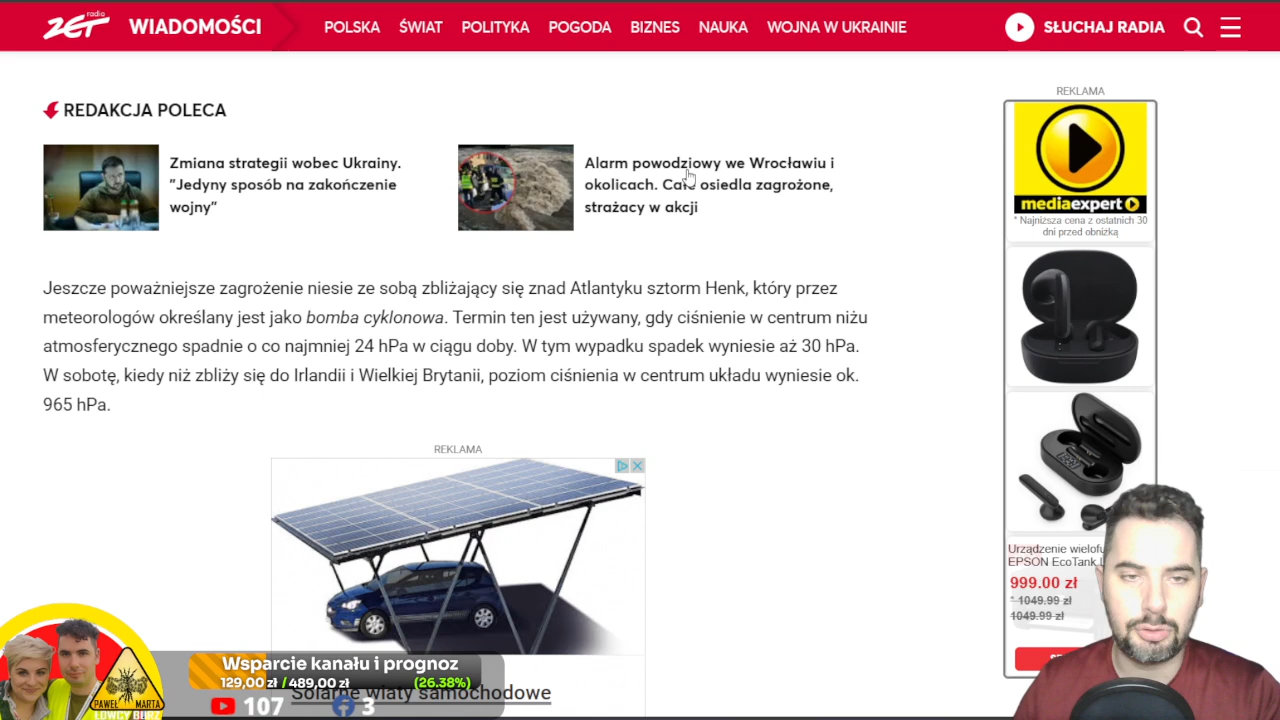 radio
ZET
WIADOMOŚCI
POLSKA
ŚWIAT
POLITYKA
POGODA
BIZNES
NAUKA
WOJNA W UKRAINIE
SŁUCHAJ RADIA
REDAKCJA POLECA
Zmiana strategii wobec Ukrainy.
"Jedyny sposób na zakończenie
wojny"
Alarm powodziowy we Wrocławiu i
okolicach. Całe osiedla zagrożone,
strażacy w akcji
Jeszcze poważniejsze zagrożenie niesie ze sobą zbliżający się znad Atlantyku sztorm Henk, który przez
meteorologów określany jest jako bomba cyklonowa. Termin ten jest używany, gdy ciśnienie w centrum niżu
atmosferycznego spadnie o co najmniej 24 hPa w ciągu doby. W tym wypadku spadek wyniesie aż 30 hPa.
W sobotę, kiedy niż zbliży się do Irlandii i Wielkiej Brytanii, poziom ciśnienia w centrum układu wyniesie ok.
965 hPa.
REKLAMA
Solarne wiaty samochodowe
REKLAMA
mediaexpert
* Najniższa cena z ostatnich 30
dni przed obniżką
Urządzenie
EPSON EcoTank
999.00 zł
* 1049.99 zł
1049.99 zł
Wsparcie kanału i prognoz
129,00 zł / 489,00 zł (26.38%)
107
3
PAWEŁ MARTA
ŁOWCY BURZ